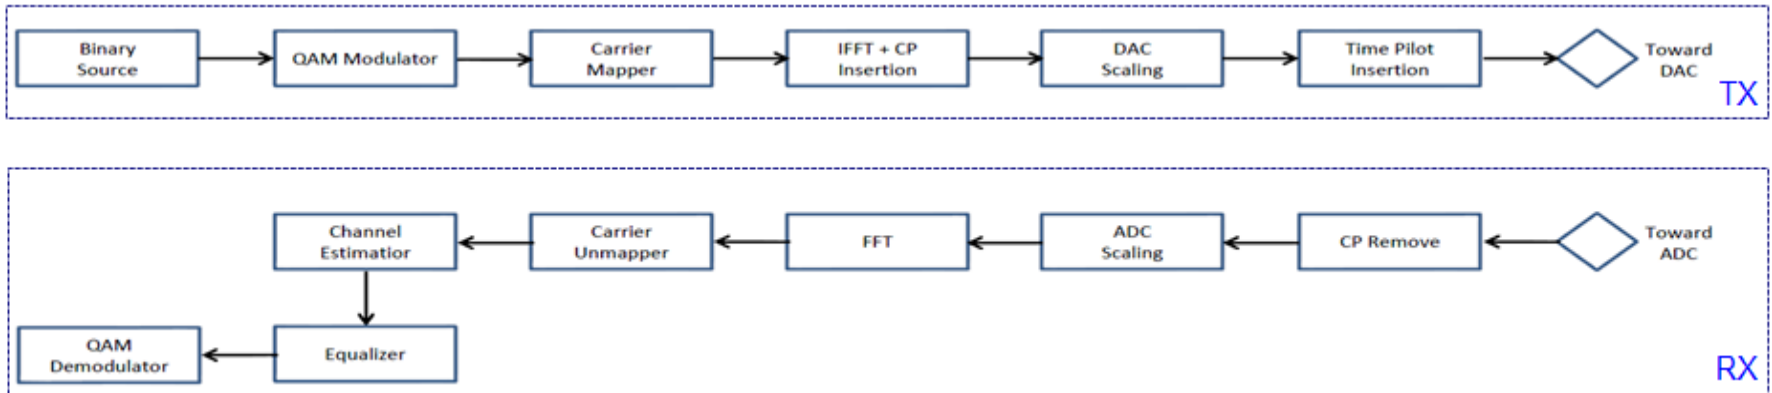 Binary
Source
QAM Modulator
Carrier
Mapper
IFFT + CP
Insertion
DAC
Scaling
Time Pilot
Insertion
Toward
DAC
TX
Channel
Estimatior
Carrier
Unmapper
FFT
ADC
Scaling
CP Remove
Toward
ADC
QAM
Demodulator
Equalizer
RX